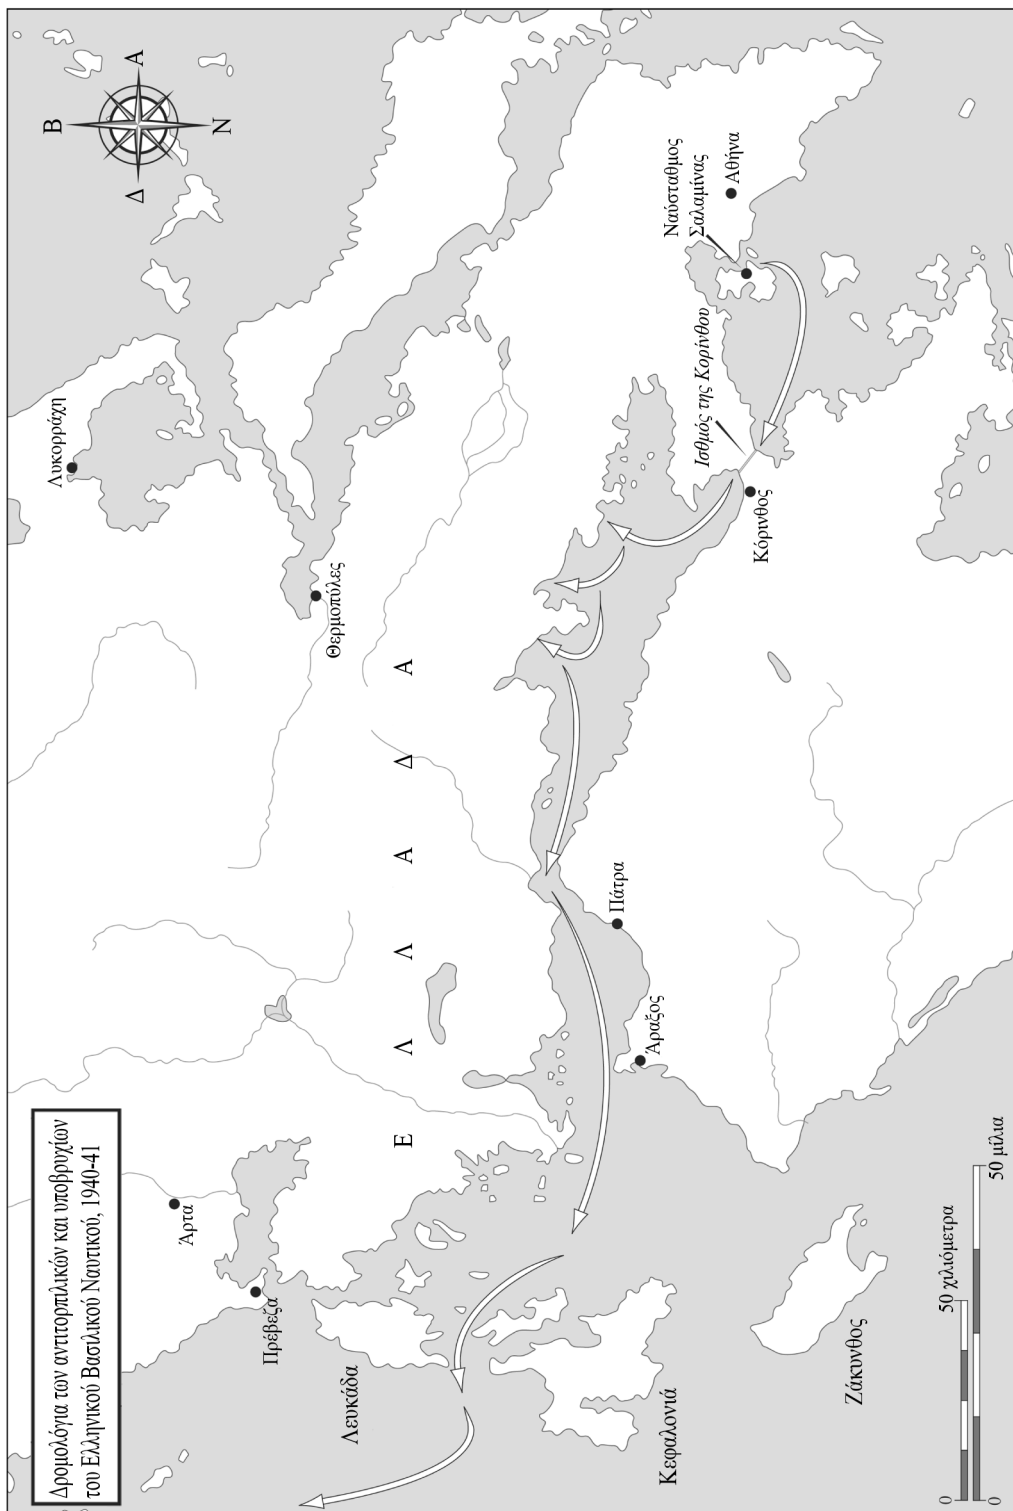 Δρομολόγια των αντιτορπιλικών και υποβρυχίων
του Ελληνικού Βασιλικού Ναυτικού, 1940-41
Β
Α
Δ
Ν
Λυκορράχη
Θερμοπύλες
Άρτα
Πρέβεζα
Λευκάδα
Κεφαλονιά
Ζάκυνθος
Ε Λ Λ Α Δ Α
Άραξος
Πάτρα
Κόρινθος
Ισθμός της Κορίνθου
Ναύσταθμος
Σαλαμίνας
Αθήνα
0 50 χιλιόμετρα
0 50 μίλια